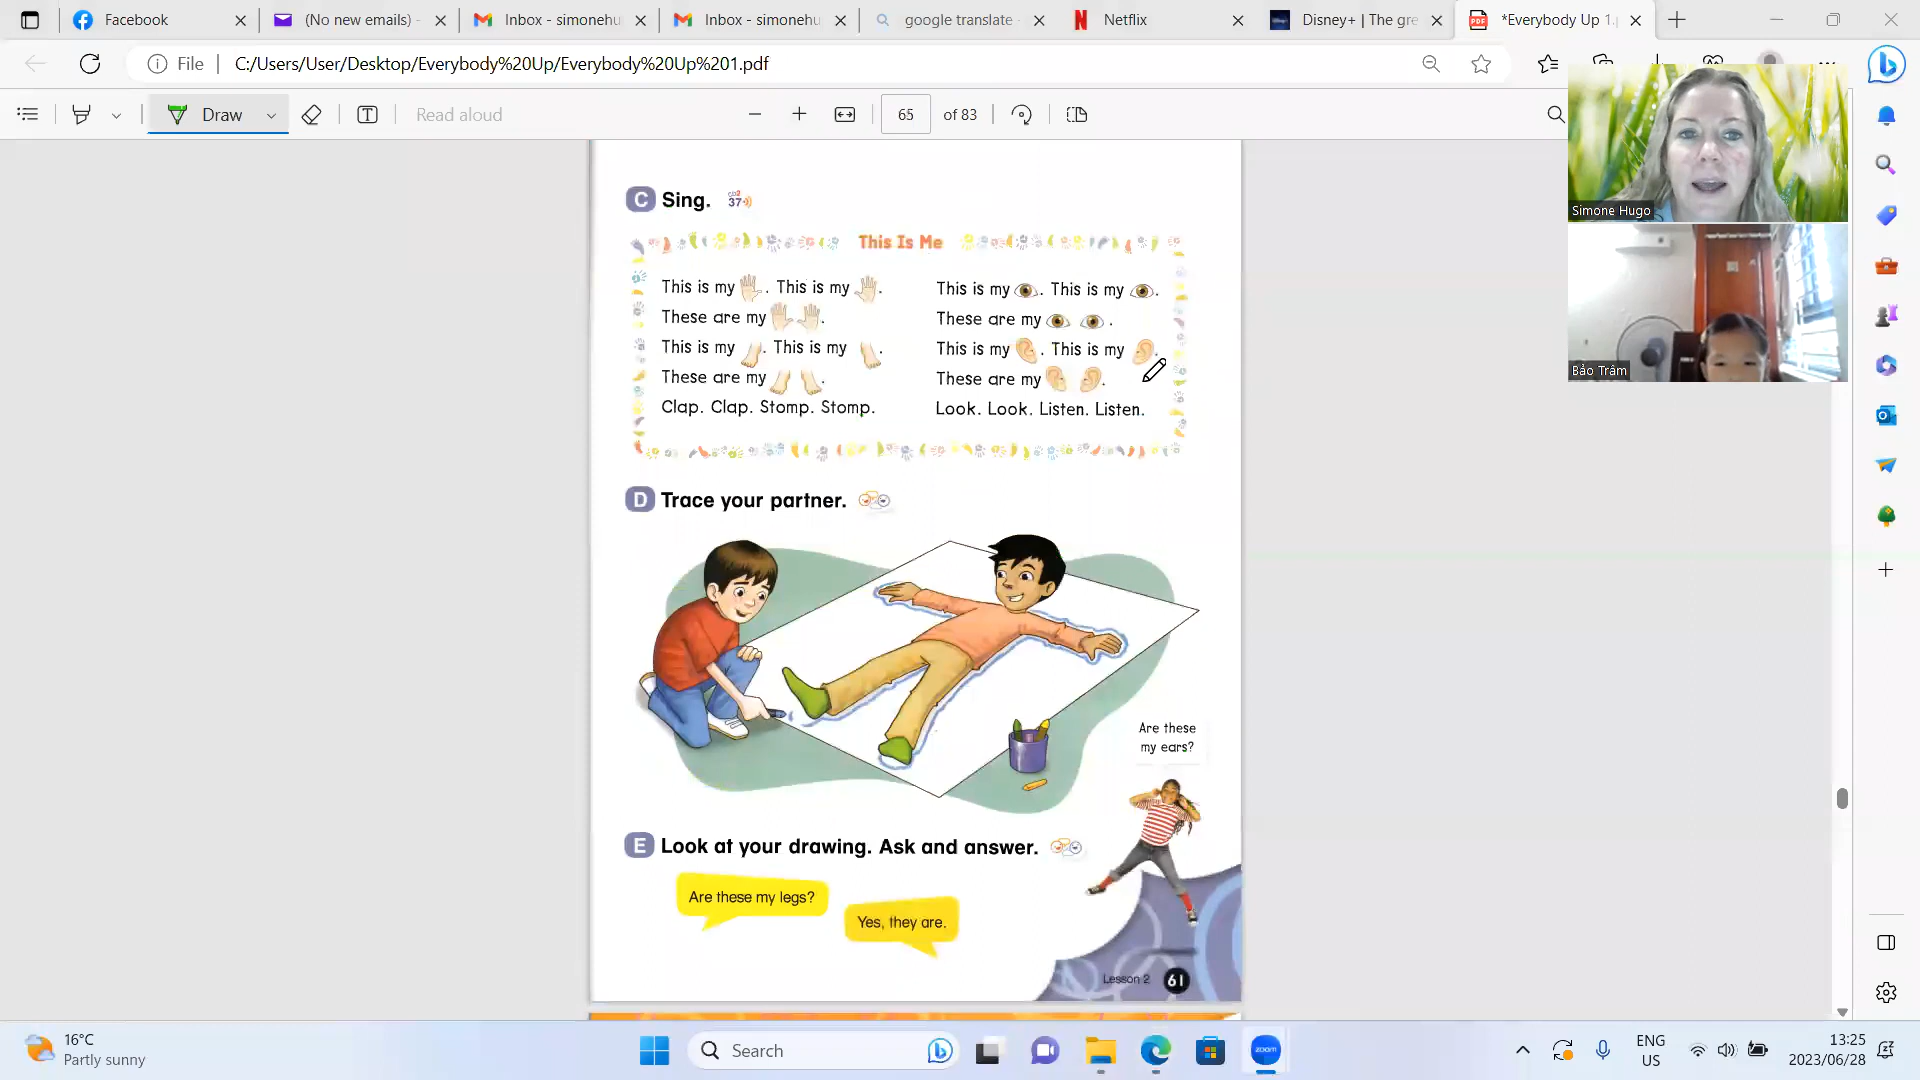 Facebook
(No new emails) -
Inbox - simonehu
Inbox - simonehu
google translate -
Netflix
Disney+ | The gre
*Everybody Up 1.
File
C:/Users/User/Desktop/Everybody%20Up/Everybody%20Up%201.pdf
Draw
Read aloud
65
of 83
Simone Hugo
Bảo Trâm
C Sing. CD2 37
This Is Me
This is my . This is my .
These are my .
This is my . This is my .
These are my .
Clap. Clap. Stomp. Stomp.
This is my . This is my .
These are my .
This is my . This is my .
These are my .
Look. Look. Listen. Listen.
D Trace your partner.
Are these
my ears?
E Look at your drawing. Ask and answer.
Are these my legs?
Yes, they are.
Lesson 2 61
16°C
Partly sunny
Search
zoom
ENG
US
13:25
2023/06/28